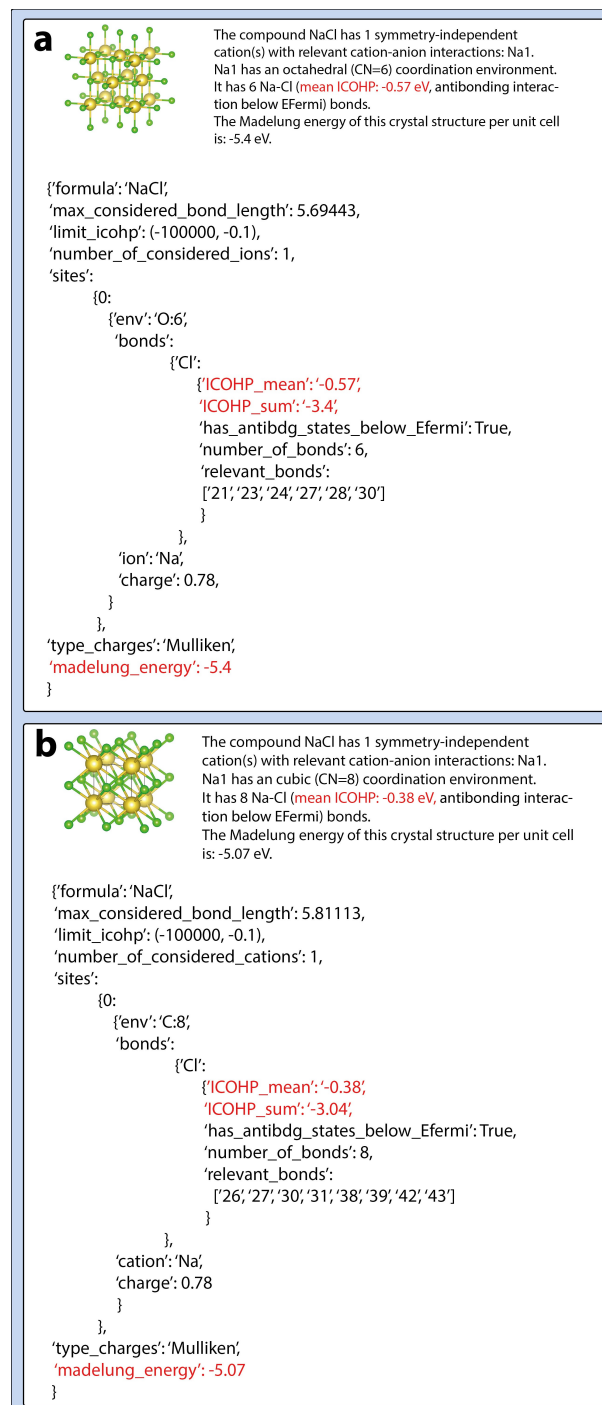 a
The compound NaCl has 1 symmetry-independent
cation(s) with relevant cation-anion interactions: Na1.
Na1 has an octahedral (CN=6) coordination environment.
It has 6 Na-Cl (mean ICOHP: -0.57 eV, antibonding interac-
tion below EFermi) bonds.
The Madelung energy of this crystal structure per unit cell
is: -5.4 eV.
{’formula’: ‘NaCl’,
‘max_considered_bond_length’: 5.69443,
‘limit_icohp’: (-100000, -0.1),
‘number_of_considered_ions’: 1,
‘sites’:
{0:
{’env’: ‘O:6’,
‘bonds’:
{’Cl’:
{’ICOHP_mean’: ‘-0.57’,
‘ICOHP_sum’: ‘-3.4’,
‘has_antibdg_states_below_Efermi’: True,
‘number_of_bonds’: 6,
‘relevant_bonds’:
[’21’, ‘23’, ‘24’, ‘27’, ‘28’, ‘30’]
}
},
‘ion’: ‘Na’,
‘charge’: 0.78,
}
},
‘type_charges’: ‘Mulliken’,
‘madelung_energy’: -5.4
}
b
The compound NaCl has 1 symmetry-independent
cation(s) with relevant cation-anion interactions: Na1.
Na1 has an cubic (CN=8) coordination environment.
It has 8 Na-Cl (mean ICOHP: -0.38 eV, antibonding interac-
tion below EFermi) bonds.
The Madelung energy of this crystal structure per unit cell
is: -5.07 eV.
{’formula’: ‘NaCl’,
‘max_considered_bond_length’: 5.81113,
‘limit_icohp’: (-100000, -0.1),
‘number_of_considered_cations’: 1,
‘sites’:
{0:
{’env’: ‘C:8’,
‘bonds’:
{’Cl’:
{’ICOHP_mean’: ‘-0.38’,
‘ICOHP_sum’: ‘-3.04’,
‘has_antibdg_states_below_Efermi’: True,
‘number_of_bonds’: 8,
‘relevant_bonds’:
[’26’, ‘27’, ‘30’, ‘31’, ‘38’, ‘39’, ‘42’, ‘43’]
}
},
‘cation’: ‘Na’,
‘charge’: 0.78
}
},
‘type_charges’: ‘Mulliken’,
‘madelung_energy’: -5.07
}